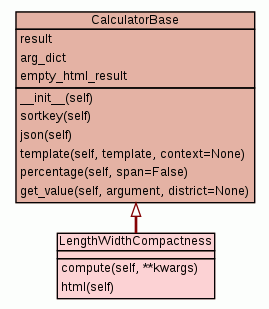 CalculatorBase
result
arg_dict
empty_html_result
__init__(self)
sortkey(self)
json(self)
template(self, template, context=None)
percentage(self, span=False)
get_value(self, argument, district=None)
LengthWidthCompactness
compute(self, **kwargs)
html(self)